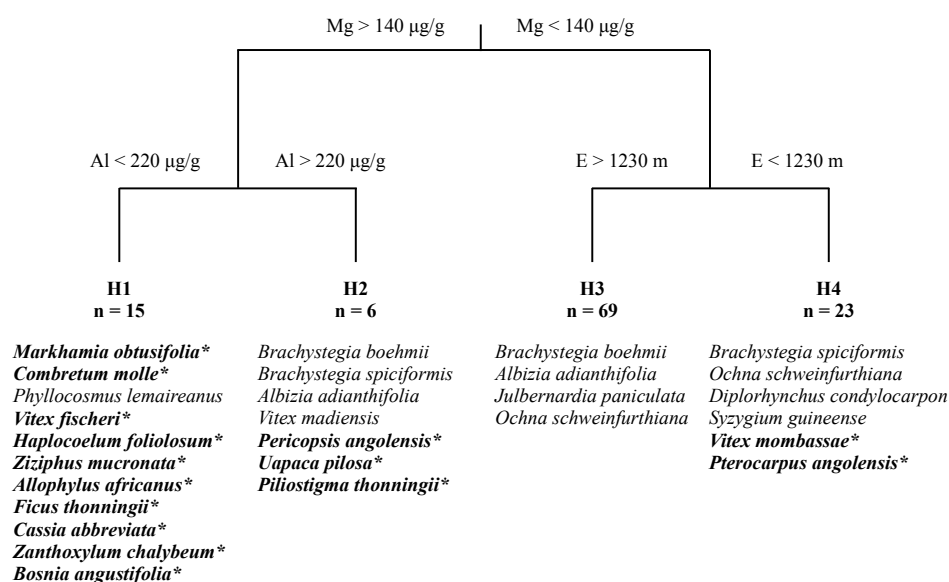 Mg > 140 μg/g Mg < 140 μg/g
Al < 220 μg/g Al > 220 μg/g E > 1230 m E < 1230 m
H1
n = 15
Markhamia obtusifolia*
Combretum molle*
Phyllocosmus lemaireanus
Vitex fischeri*
Haplocoelum foliolosum*
Ziziphus mucronata*
Allophylus africanus*
Ficus thonningii*
Cassia abbreviata*
Zanthoxylum chalybeum*
Bosnia angustifolia*
H2
n = 6
Brachystegia boehmii
Brachystegia spiciformis
Albizia adianthifolia
Vitex madiensis
Pericopsis angolensis*
Uapaca pilosa*
Piliostigma thonningii*
H3
n = 69
Brachystegia boehmii
Albizia adianthifolia
Julbernardia paniculata
Ochna schweinfurthiana
H4
n = 23
Brachystegia spiciformis
Ochna schweinfurthiana
Diplorhynchus condylocarpon
Syzygium guineense
Vitex mombassae*
Pterocarpus angolensis*